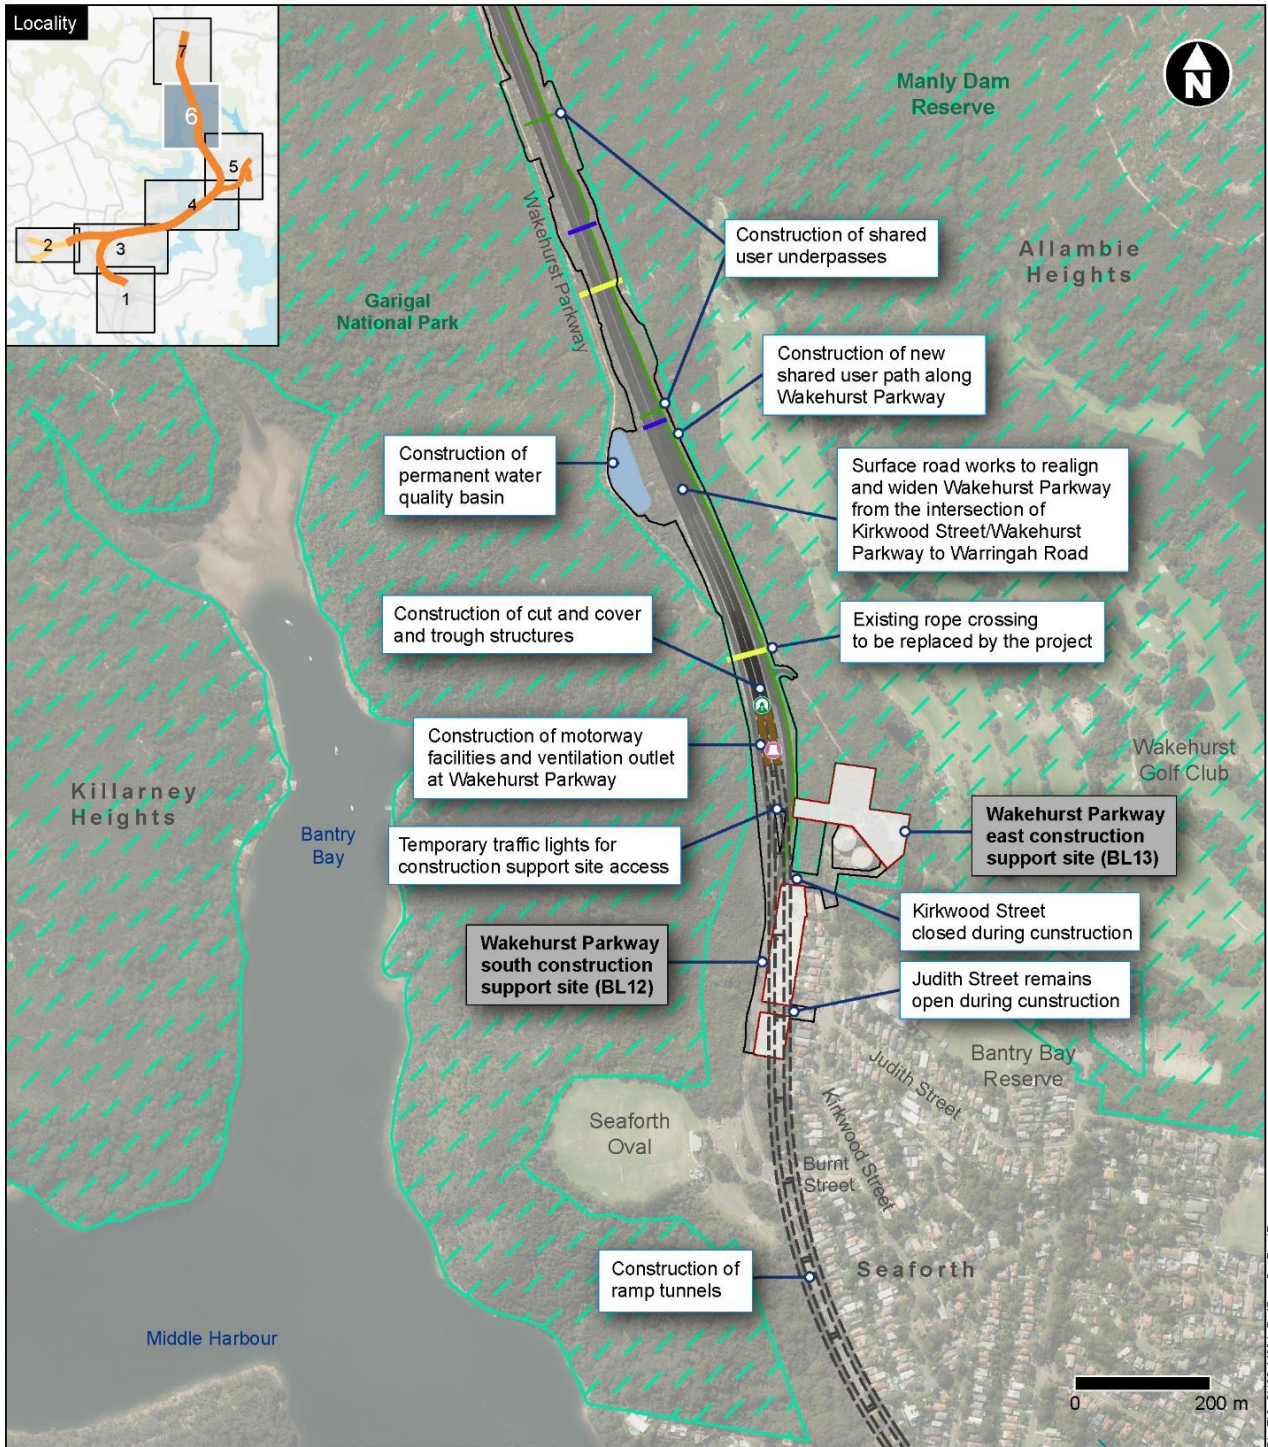 Locality
7
6
5
4
3
2
1
N
Manly Dam
Reserve
Allambie
Heights
Wakehurst Parkway
Garigal
National Park
Construction of shared
user underpasses
Construction of new
shared user path along
Wakehurst Parkway
Construction of
permanent water
quality basin
Surface road works to realign
and widen Wakehurst Parkway
from the intersection of
Kirkwood Street/Wakehurst
Parkway to Warringah Road
Construction of cut and cover
and trough structures
Existing rope crossing
to be replaced by the project
Construction of motorway
facilities and ventilation outlet
at Wakehurst Parkway
Wakehurst
Golf Club
Killarney
Heights
Bantry
Bay
Temporary traffic lights for
construction support site access
Wakehurst Parkway
east construction
support site (BL13)
Kirkwood Street
closed during cunstruction
Wakehurst Parkway
south construction
support site (BL12)
Judith Street remains
open during cunstruction
Bantry Bay
Reserve
Judith Street
Kirkwood Street
Seaforth
Oval
Burnt
Street
Construction of
ramp tunnels
Seaforth
Middle Harbour
0 200 m